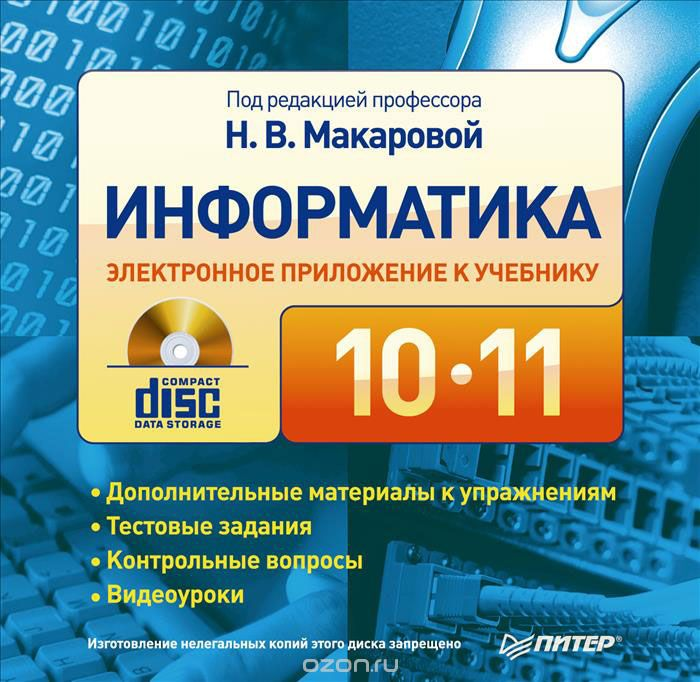 Под редакцией профессора
Н. В. Макаровой
ИНФОРМАТИКА
ЭЛЕКТРОННОЕ ПРИЛОЖЕНИЕ К УЧЕБНИКУ
COMPACT
disc
DATA STORAGE
10•11
• Дополнительные материалы к упражнениям
• Тестовые задания
• Контрольные вопросы
• Видеоуроки
Изготовление нелегальных копий этого диска запрещено
ПИТЕР®
ozon.ru